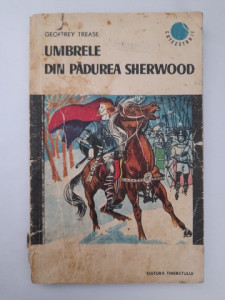 GEOFFREY TREASE
UMBRELE
DIN PĂDUREA SHERWOOD
EDITURA TINERETULUI